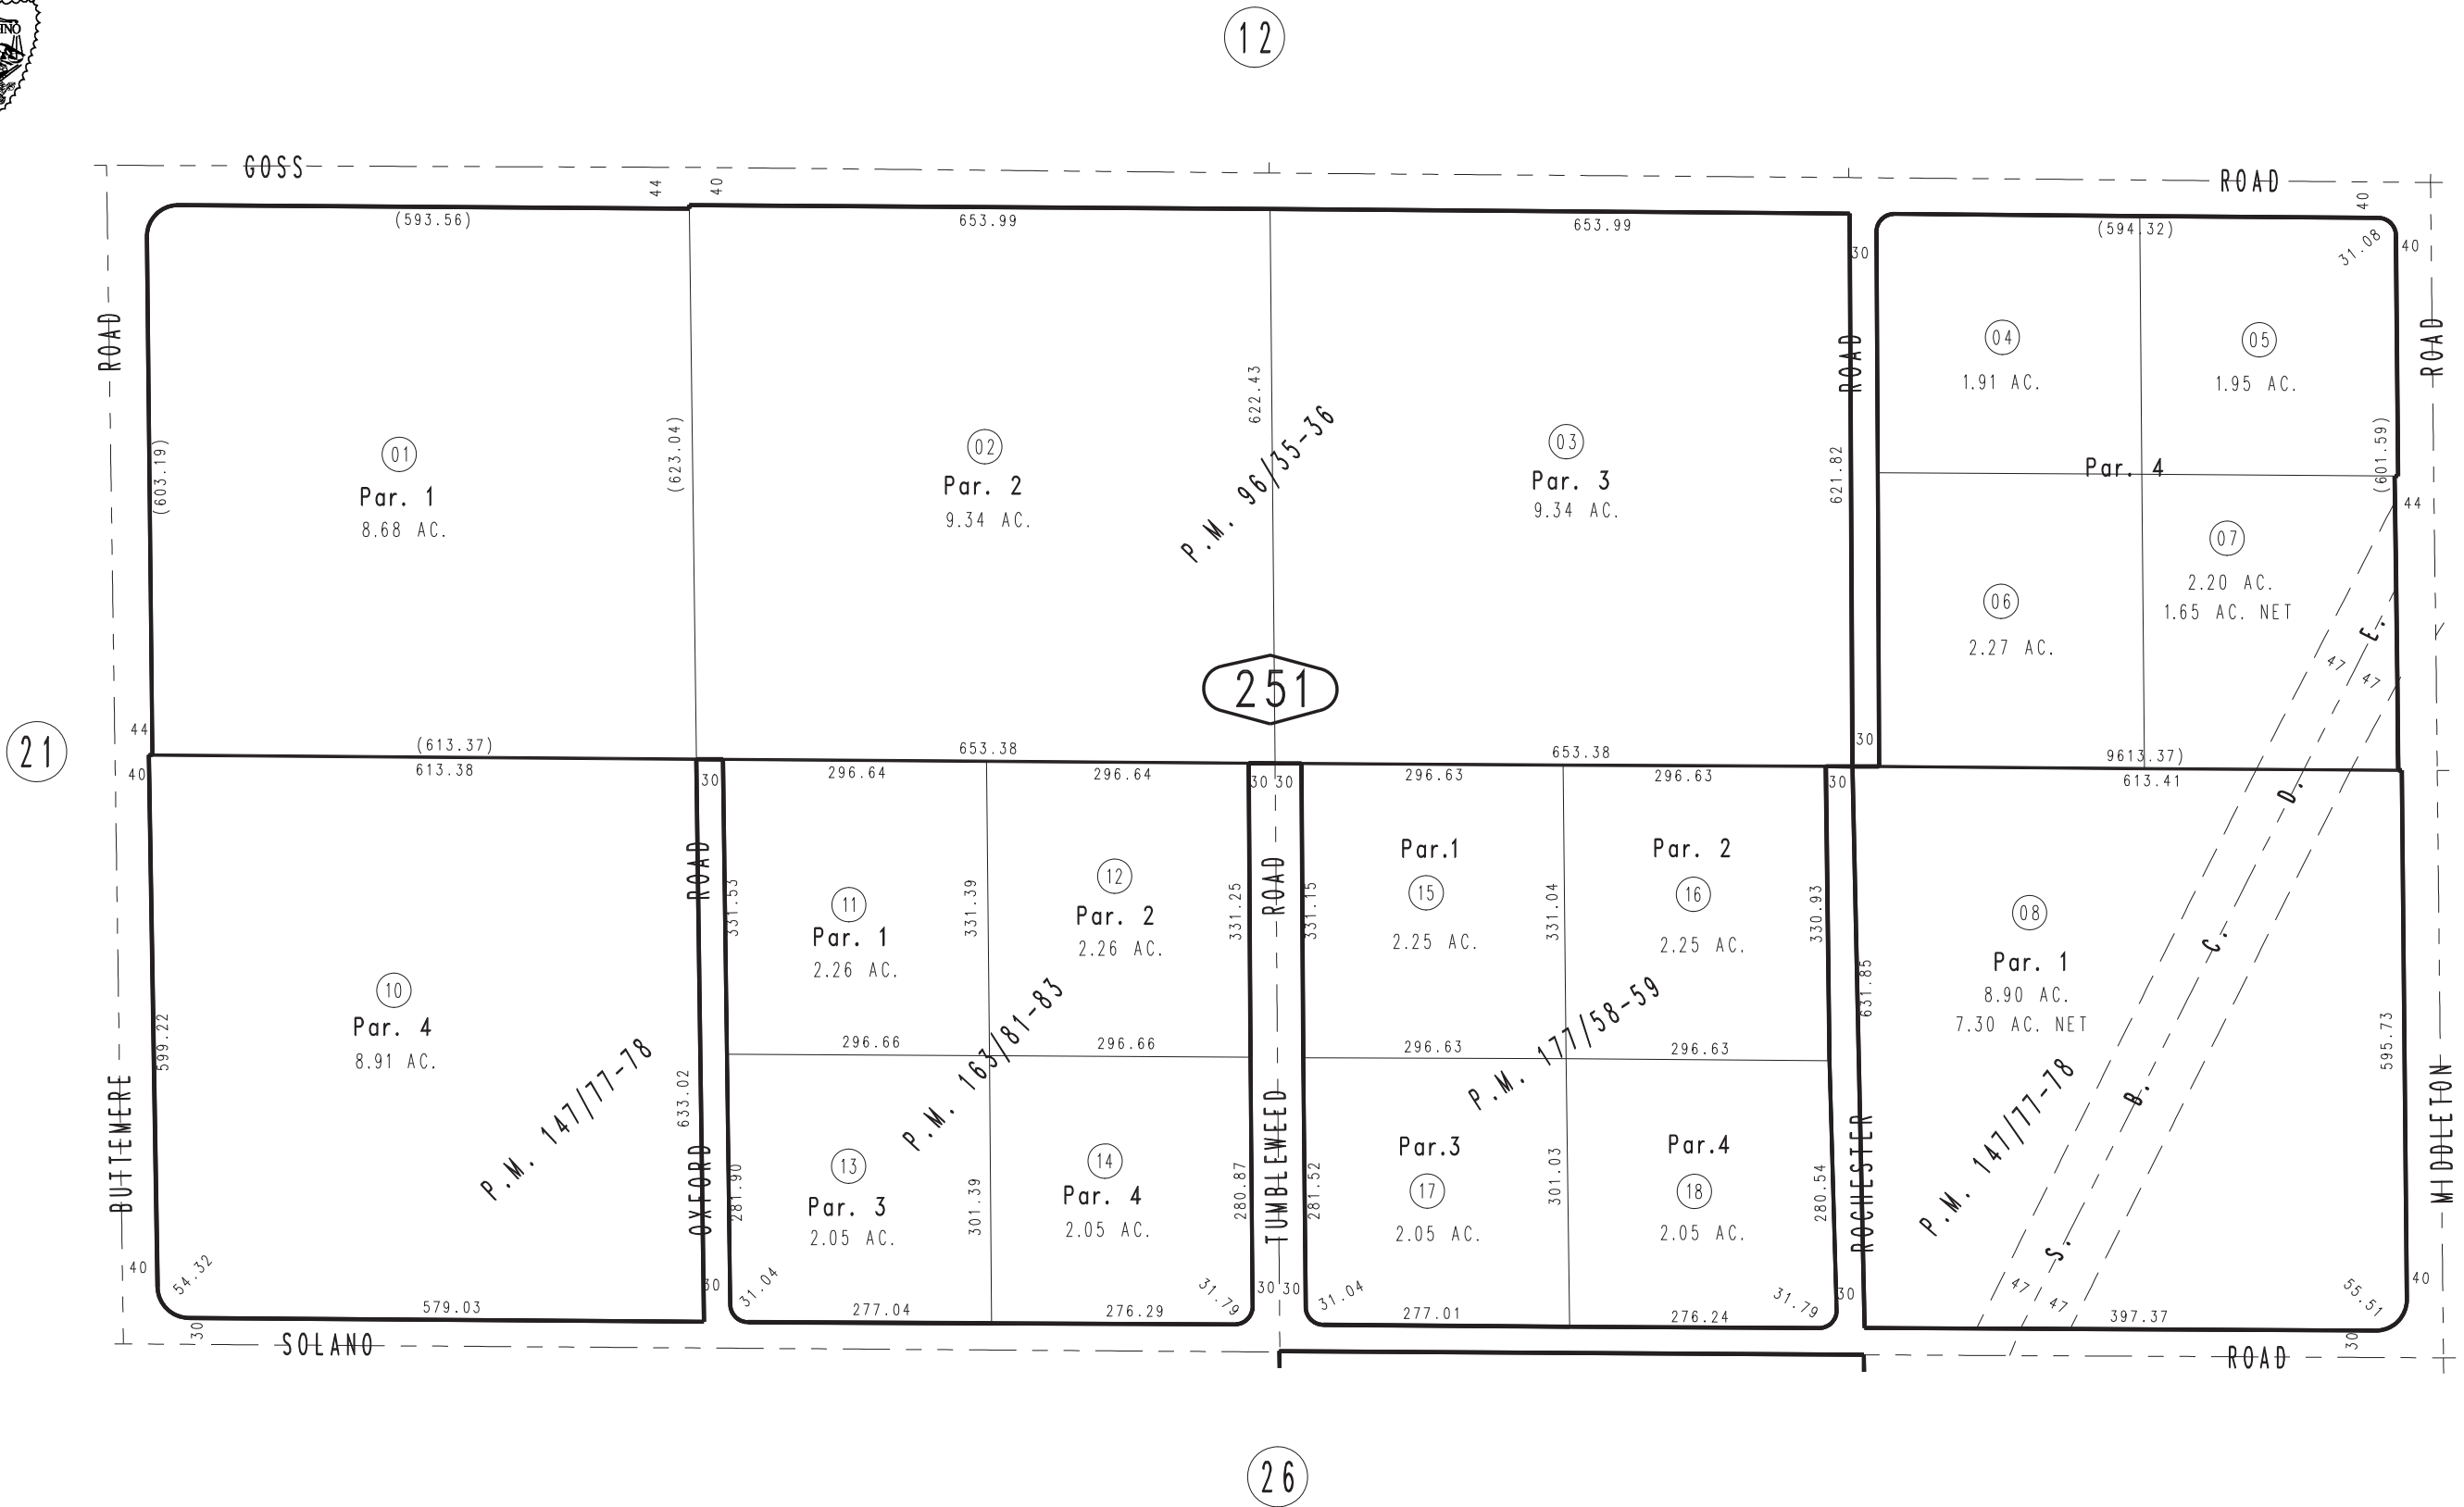 12
GOSS
ROAD
44
40
40
(593.56)
653.99
653.99
(594.32)
31.08
40
30
ROAD
ROAD
ROAD
(603.19)
(623.04)
622.43
621.82
(601.59)
01
Par. 1
8.68 AC.
02
Par. 2
9.34 AC.
P.M. 96/35-36
03
Par. 3
9.34 AC.
04
1.91 AC.
05
1.95 AC.
Par. 4
44
06
2.27 AC.
07
2.20 AC.
1.65 AC. NET
47
47
251
21
44
40
30
(613.37)
653.38
653.38
9613.37)
613.38
30
296.64
296.64
30 30
296.63
296.63
30
613.41
ROAD
331.53
331.39
331.25
ROAD
331.15
331.04
330.93
631.85
11
Par. 1
2.26 AC.
12
Par. 2
2.26 AC.
Par.1
15
2.25 AC.
Par. 2
16
2.25 AC.
08
Par. 1
8.90 AC.
7.30 AC. NET
10
Par. 4
8.91 AC.
599.22
633.02
595.73
P.M. 147/77-78
P.M. 163/81-83
P.M. 177/58-59
P.M. 147/77-78
S. B. C. D. E.
296.66
296.66
296.63
296.63
BUTTEMERE
OXFORD
TUMBLEWEED
ROCHESTER
MIDDLETON
281.90
301.39
280.87
281.52
301.03
280.54
13
Par. 3
2.05 AC.
14
Par. 4
2.05 AC.
Par.3
17
2.05 AC.
Par.4
18
2.05 AC.
40
54.32
30
31.04
31.79
30 30
31.04
31.79
30
47
47
55.51
40
579.03
277.04
276.29
277.01
276.24
397.37
30
30
SOLANO
ROAD
26